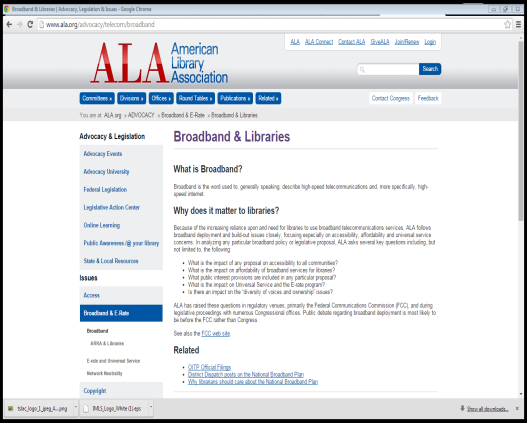 Broadband & Libraries | Advocacy, Legislation & Issues - Google Chrome
www.ala.org/advocacy/telecom/broadband
ALA American
Library
Association
ALA ALA Connect Contact ALA GiveALA Join/Renew Login
Search
Committees » Divisions » Offices » Round Tables » Publications » Related »
Contact Congress Feedback
You are at: ALA.org » ADVOCACY » Broadband & E-Rate » Broadband & Libraries
Advocacy & Legislation
Advocacy Events
Advocacy University
Federal Legislation
Legislative Action Center
Online Learning
Public Awareness /@ your library
State & Local Resources
Issues
Access
Broadband & E-Rate
Broadband
ARRA & Libraries
E-rate and Universal Service
Network Neutrality
Copyright
Broadband & Libraries
What is Broadband?
Broadband is the word used to, generally speaking, describe high-speed telecommunications and, more specifically, high-
speed internet.
Why does it matter to libraries?
Because of the increasing reliance upon and need for libraries to use broadband telecommunications services, ALA follows
broadband deployment and build-out issues closely, focusing especially on accessibility, affordability and universal service
concerns. In analyzing any particular broadband policy or legislative proposal, ALA asks several key questions including, but
not limited to, the following.
• What is the impact of any proposal on accessibility to all communities?
• What is the impact on affordability of broadband services for libraries?
• What public interest provisions are included in any particular proposal?
• What is the impact on Universal Service and the E-rate program?
• Is there an impact on the "diversity of voices and ownership" issues?
ALA has raised these questions in regulatory venues, primarily the Federal Communications Commission (FCC), and during
legislative proceedings with numerous Congressional offices. Public debate regarding broadband deployment is most likely to
be before the FCC rather than Congress.
See also the FCC web site.
Related
• OITP Official Filings
• District Dispatch posts on the National Broadband Plan
• Why librarians should care about the National Broadband Plan
tslac_logo_1_jpeg_4....png
IMLS_Logo_White (1).eps
Show all downloads...